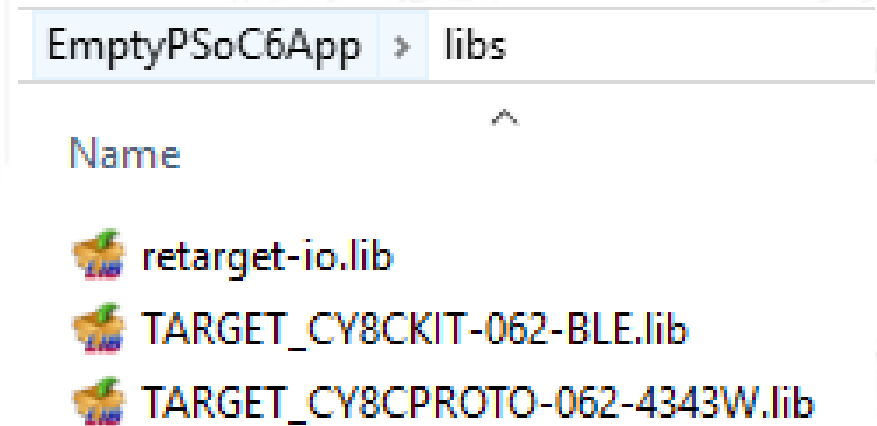 EmptyPSoC6App > libs
Name
retarget-io.lib
TARGET_CY8CKIT-062-BLE.lib
TARGET_CY8CPROTO-062-4343W.lib